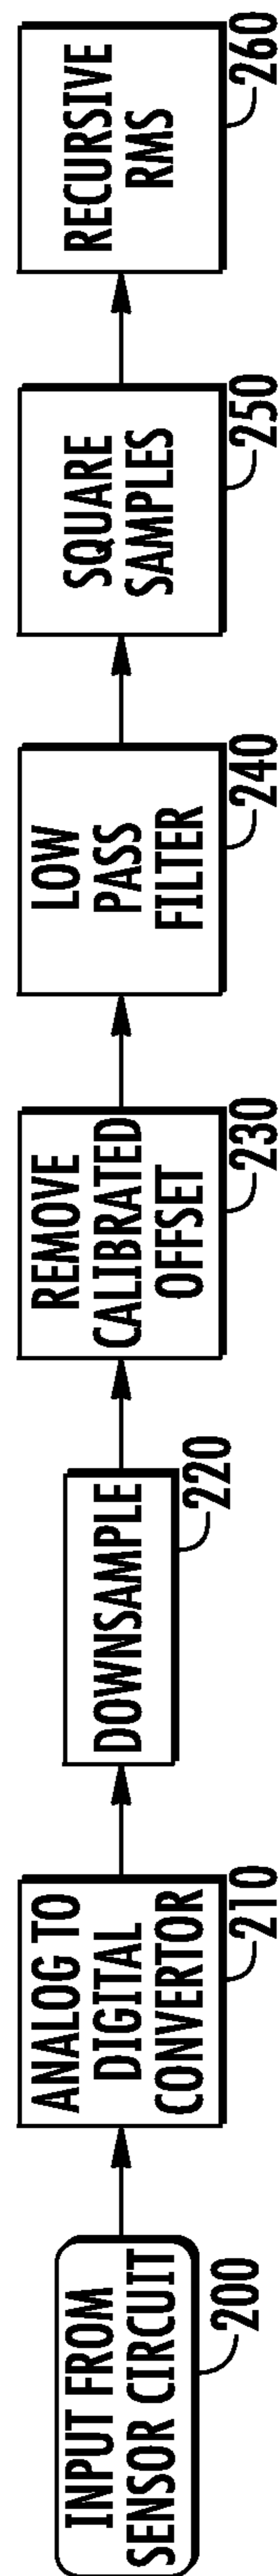 INPUT FROM
SENSOR CIRCUIT
200
ANALOG TO
DIGITAL
CONVERTOR
210
DOWNSAMPLE
220
REMOVE
CALIBRATED
OFFSET
230
LOW
PASS
FILTER
240
SQUARE
SAMPLES
250
RECURSIVE
RMS
260